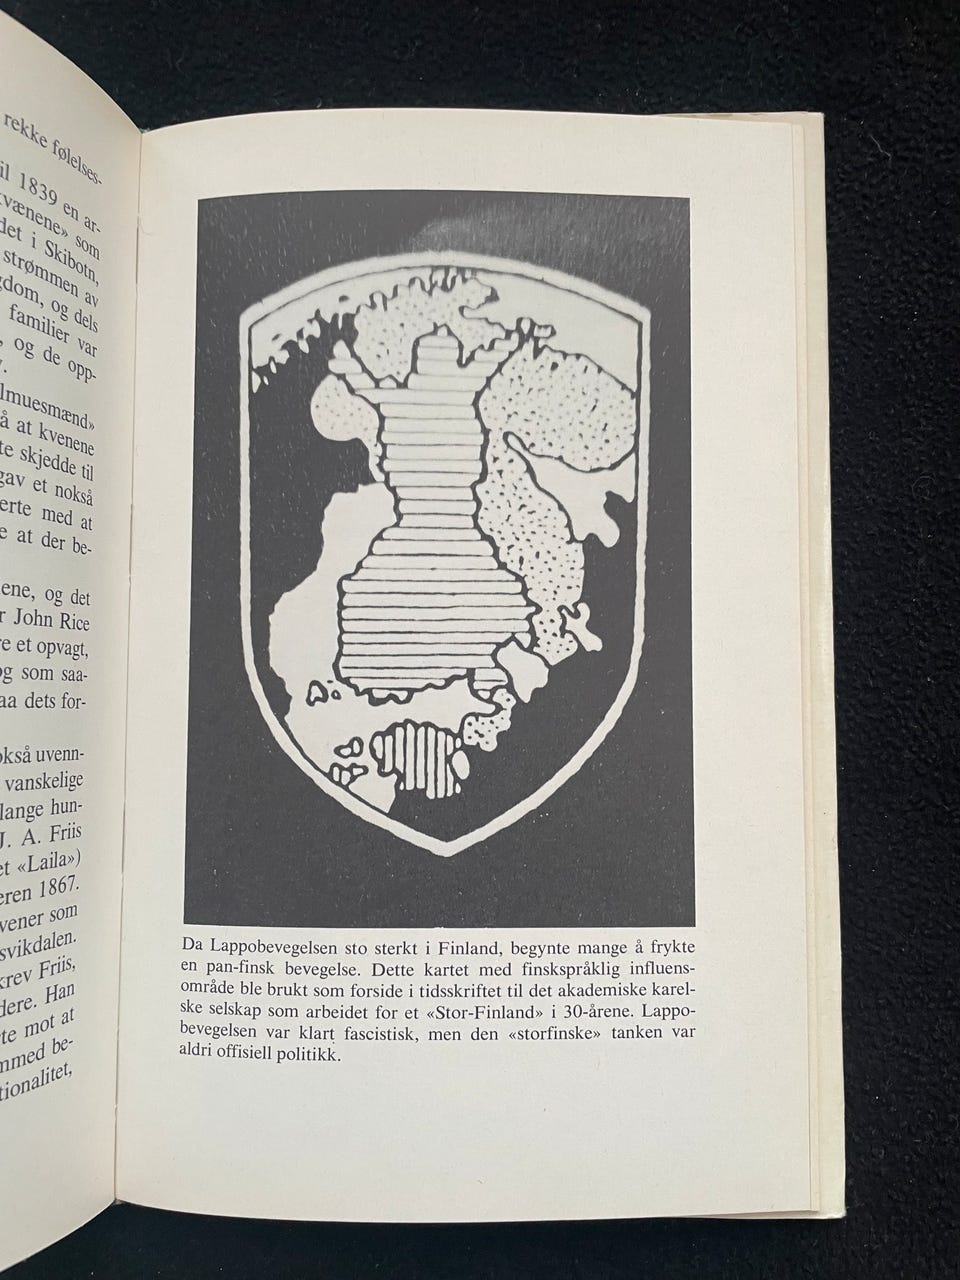 rekke følelses-
il 1839 en ar-
kvænene» som
det i Skibotn,
strømmen av
gdom, og dels
familier var
, og de opp-
lmuesmænd»
å at kvenene
te skjedde til
gav et nokså
erte med at
e at der be-
ene, og det
r John Rice
re et opvagt,
og som saa-
aa dets for-
okså uvenn-
vanskelige
lange hun-
J. A. Friis
et «Laila»)
eren 1867.
vener som
svikdalen.
krev Friis,
dere. Han
te mot at
mmed be-
tionalitet,
Da Lappobevegelsen sto sterkt i Finland, begynte mange å frykte
en pan-finsk bevegelse. Dette kartet med finskspråklig influens-
område ble brukt som forside i tidsskriftet til det akademiske karel-
ske selskap som arbeidet for et «Stor-Finland» i 30-årene. Lappo-
bevegelsen var klart fascistisk, men den «storfinske» tanken var
aldri offisiell politikk.